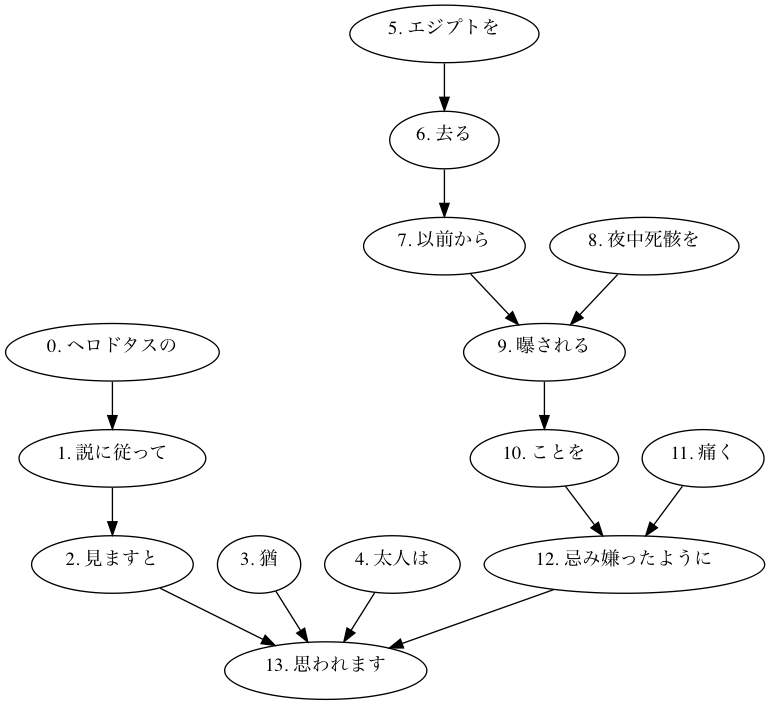 5. エジプトを
6. 去る
7. 以前から
8. 夜中死骸を
0. ヘロドタスの
9. 曝される
1. 説に従って
10. ことを
11. 痛く
2. 見ますと
3. 猶
4. 太人は
12. 忌み嫌ったように
13. 思われます